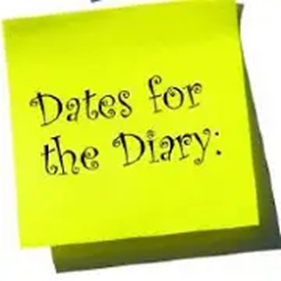 Dates for
the Diary: